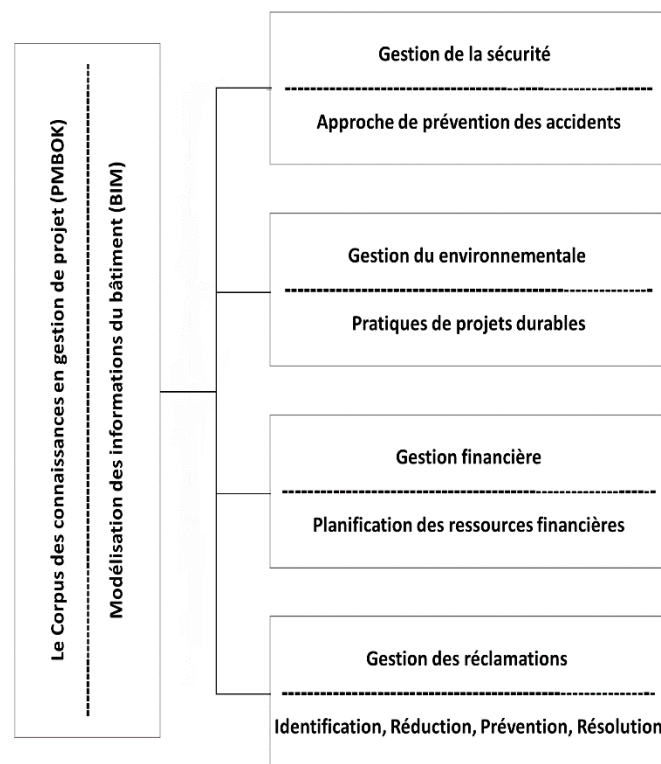 Le Corpus des connaissances en gestion de projet (PMBOK)
Modélisation des informations du bâtiment (BIM)
Gestion de la sécurité
Approche de prévention des accidents
Gestion du environnementale
Pratiques de projets durables
Gestion financière
Planification des ressources financières
Gestion des réclamations
Identification, Réduction, Prévention, Résolution